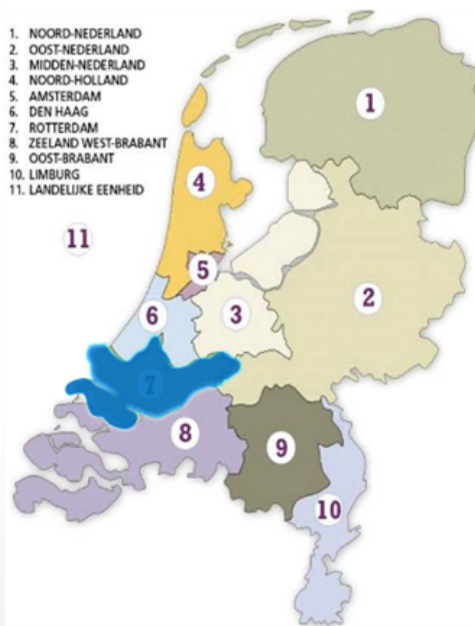 1. NOORD-NEDERLAND
2. OOST-NEDERLAND
3. MIDDEN-NEDERLAND
4. NOORD-HOLLAND
5. AMSTERDAM
6. DEN HAAG
7. ROTTERDAM
8. ZEELAND WEST-BRABANT
9. OOST-BRABANT
10. LIMBURG
11. LANDELIJKE EENHEID
1
4
11
5
2
6
3
7
8
9
10